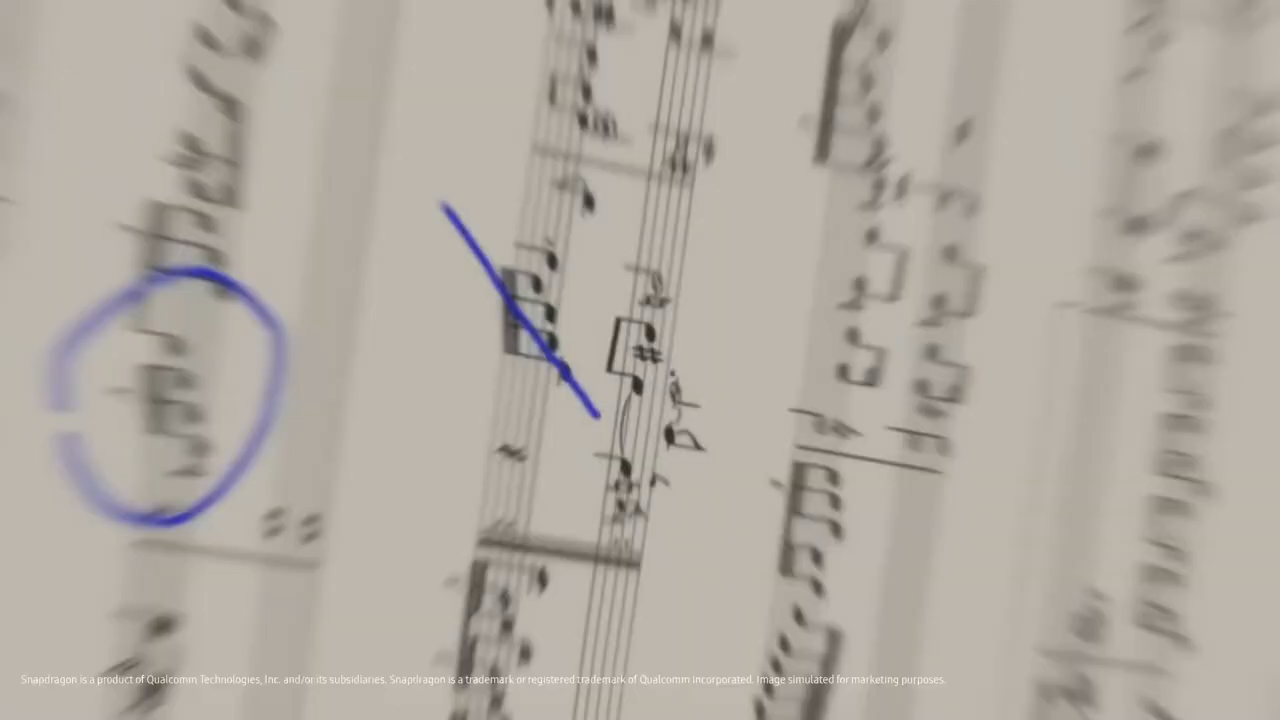 Snapdragon is a product of Qualcomm Technologies, Inc. and/or its subsidiaries. Snapdragon is a trademark or registered trademark of Qualcomm Incorporated. Image simulated for marketing purposes.